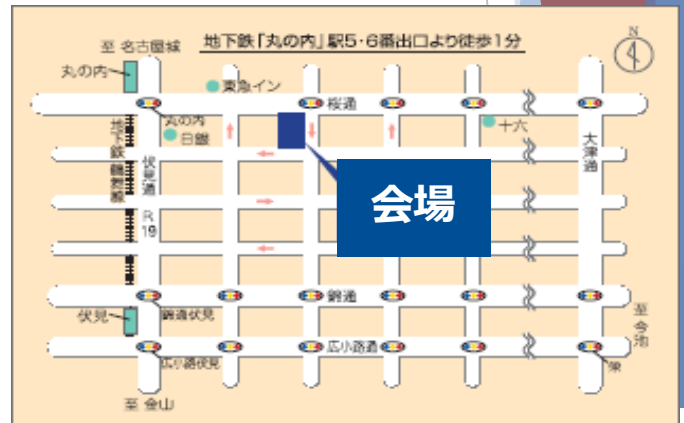 地下鉄「丸の内」駅5・6番出口より徒歩1分
至 名古屋城
N
丸の内
東急イン
桜通
丸の内
日銀
十六
地下鉄 鶴舞線
伏見通
R19
大津通
会場
錦通
伏見
錦通伏見
至 今池
広小路通
広小路伏見
栄
至 金山